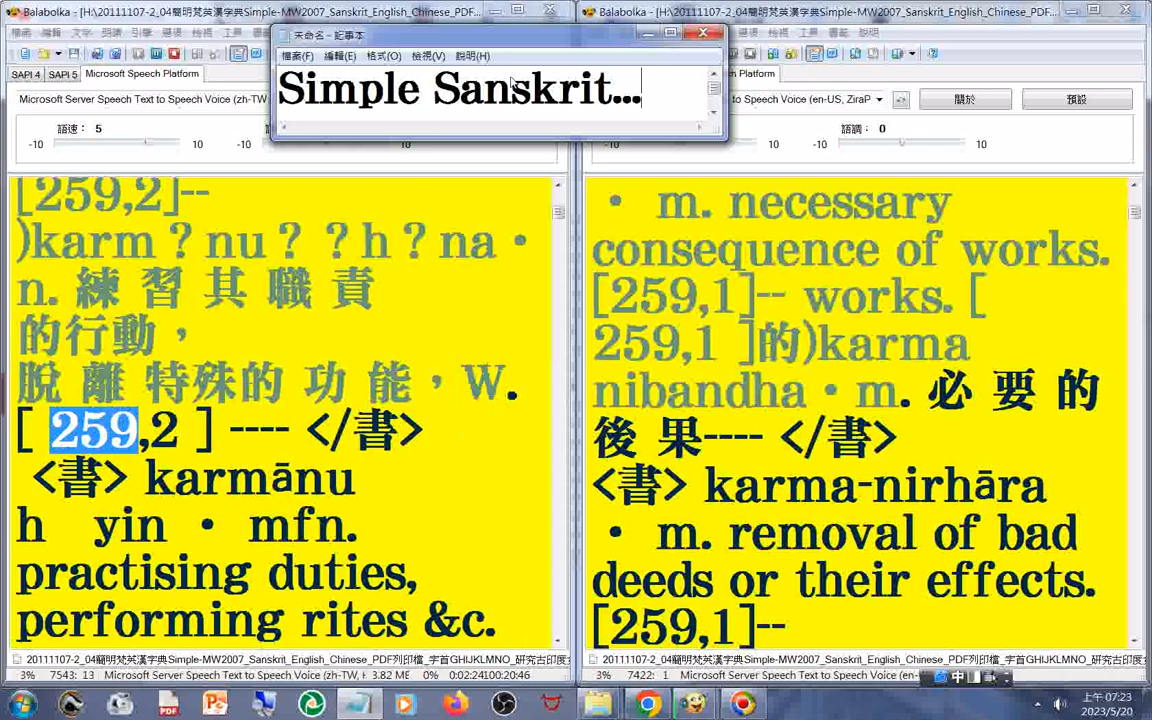 Balabolka - [H:\20111107-2_04簡明梵英漢字典Simple-MW2007_Sanskrit_English_Chinese_PDF...
Balabolka - [H:\20111107-2_04簡明梵英漢字典Simple-MW2007_Sanskrit_English_Chinese_PDF...
未命名 - 記事本
檔案(F) 編輯(E) 格式(O) 檢視(V) 說明(H)
Simple Sanskrit...
SAPI 4 SAPI 5 Microsoft Speech Platform
Microsoft Server Speech Text to Speech Voice (zh-TW,
語速： 5
-10 10 -10 10
h Platform
to Speech Voice (en-US, ZiraP
關於 預設
語調： 0
10 -10 10
[259,2]--
)karm？nu？？h？na‧
n. 練 習 其 職 責
的行動，
脫 離 特殊的 功 能，W.
[ 259,2 ] ---- </書>
<書> karmānu
h yin ‧ mfn.
practising duties,
performing rites &c.
‧ m. necessary
consequence of works.
[259,1]-- works. [
259,1 ]的)karma
nibandha‧m. 必 要 的
後 果---- </書>
<書> karma-nirhāra
‧ m. removal of bad
deeds or their effects.
[259,1]--
20111107-2_04簡明梵英漢字典Simple-MW2007_Sanskrit_English_Chinese_PDF列印檔_字首GHIJKLMNO_研究古印度
20111107-2_04簡明梵英漢字典Simple-MW2007_Sanskrit_English_Chinese_PDF列印檔_字首GHIJKLMNO_研究古印度
3% 7543: 13 Microsoft Server Speech Text to Speech Voice (zh-TW, 3.82 MB 0% 0:02:24\100:20:46
3% 7422: 1 Microsoft Server Speech Text to Speech Voice (en-
中
上午 07:23
2023/5/20